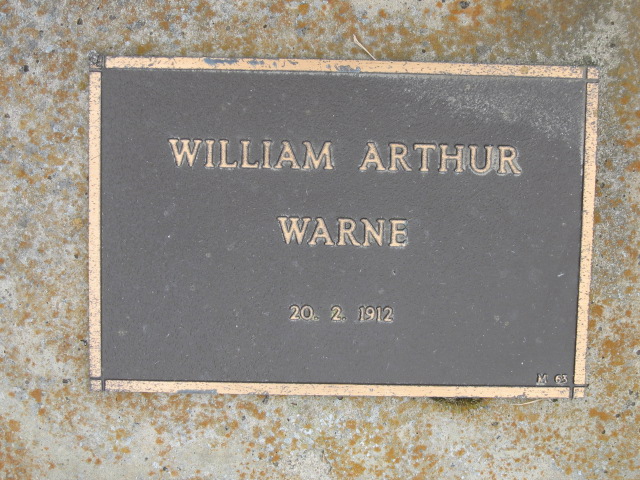 WILLIAM ARTHUR
WARNE
20. 2. 1912
M 63